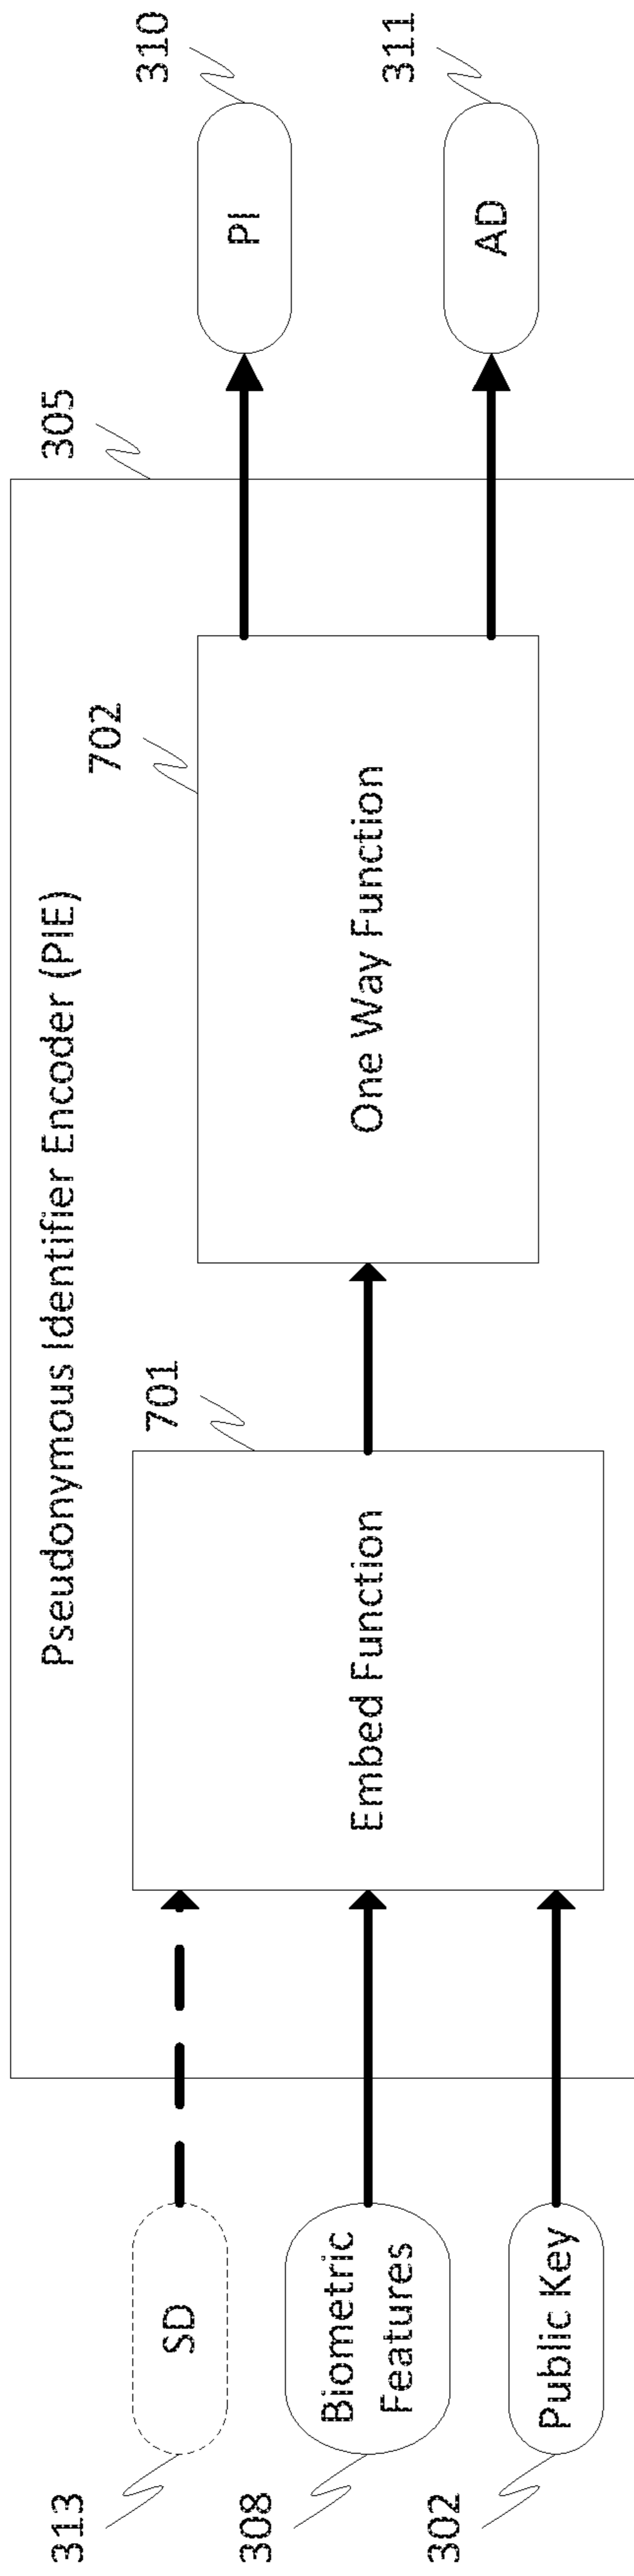 Pseudonymous Identifier Encoder (PIE)
305
313
SD
308
Biometric
Features
302
Public Key
701
Embed Function
702
One Way Function
310
PI
311
AD